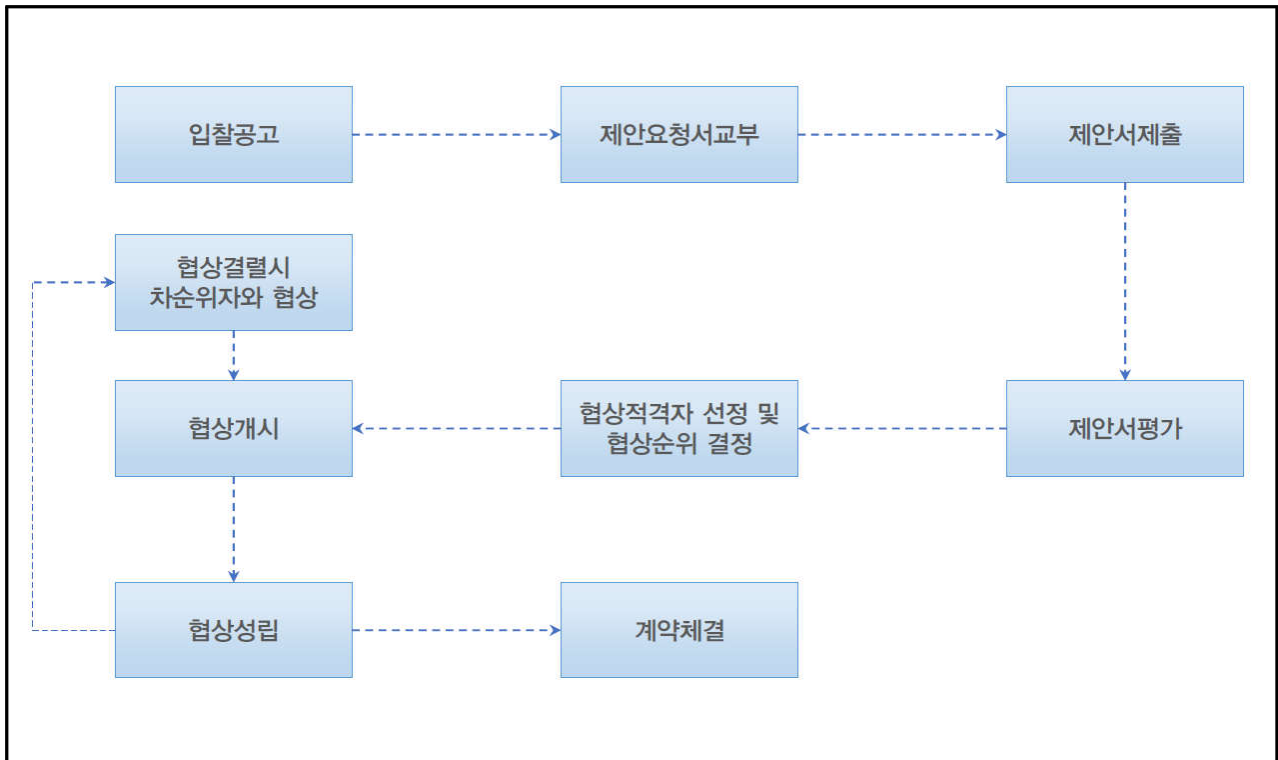 입찰공고
제안요청서교부
제안서제출
협상결렬시
차순위자와 협상
협상개시
협상적격자 선정 및
협상순위 결정
제안서평가
협상성립
계약체결